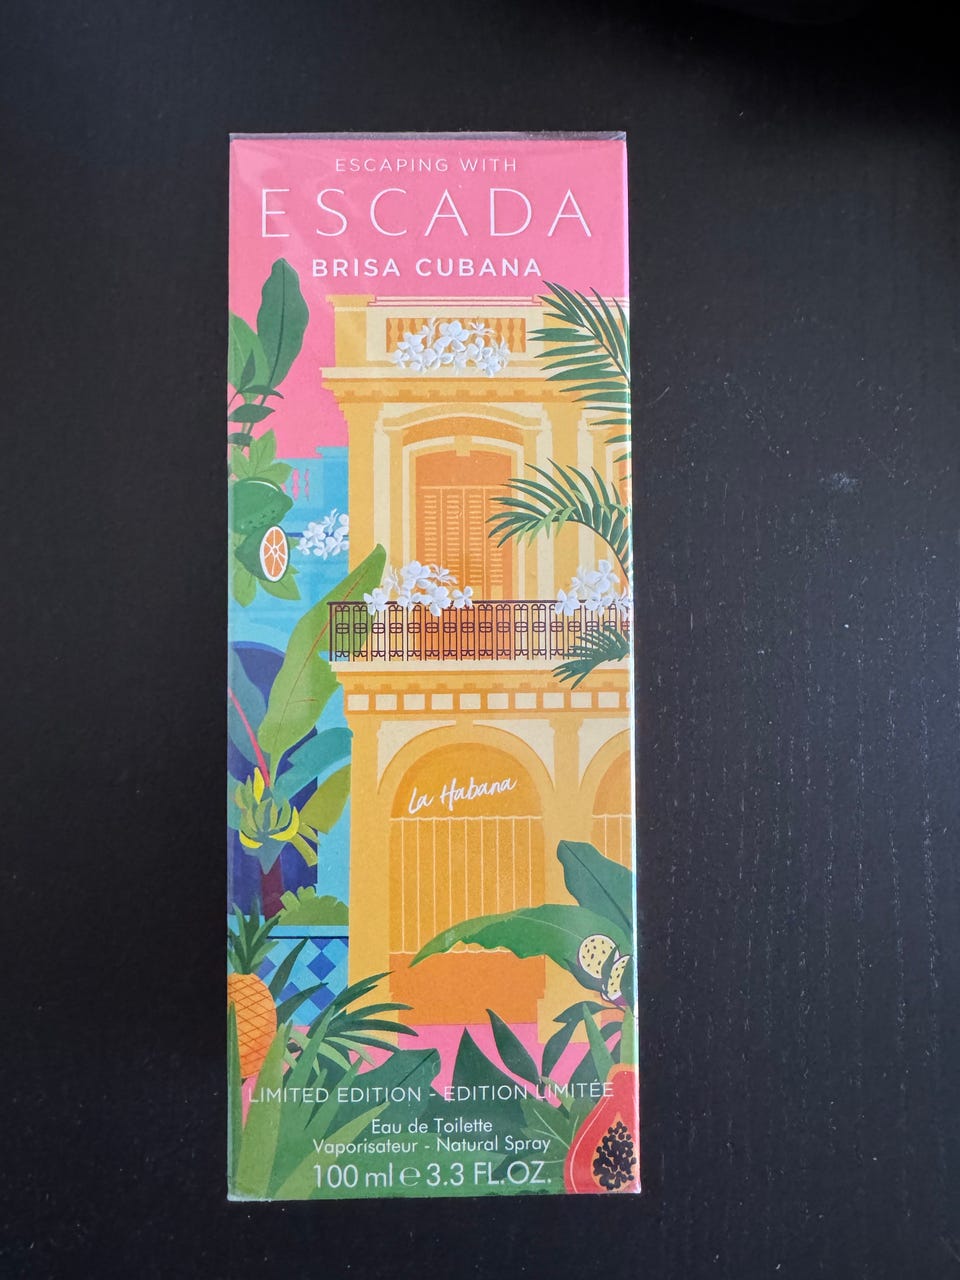 ESCAPING WITH
ESCADA
BRISA CUBANA
La Habana
LIMITED EDITION - EDITION LIMITÉE
Eau de Toilette
Vaporisateur - Natural Spray
100 ml e 3.3 FL.OZ.